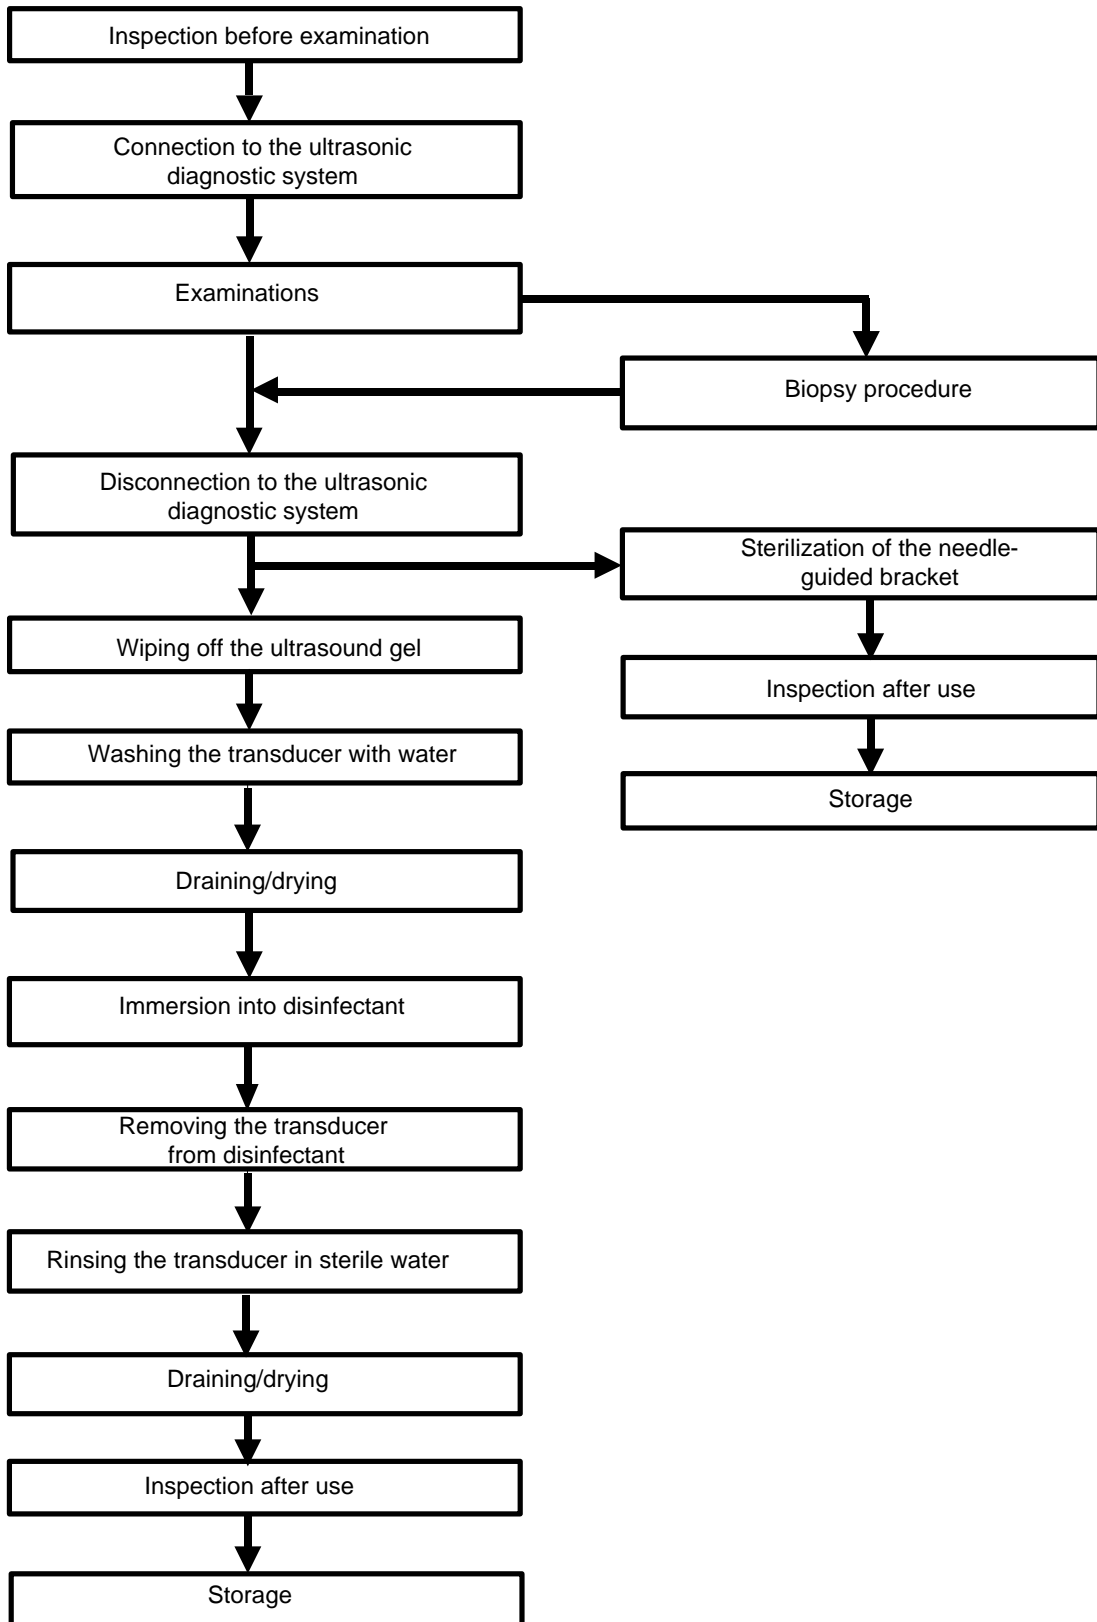 Inspection before examination
Connection to the ultrasonic
diagnostic system
Examinations
Biopsy procedure
Disconnection to the ultrasonic
diagnostic system
Sterilization of the needle-
guided bracket
Wiping off the ultrasound gel
Inspection after use
Washing the transducer with water
Storage
Draining/drying
Immersion into disinfectant
Removing the transducer
from disinfectant
Rinsing the transducer in sterile water
Draining/drying
Inspection after use
Storage